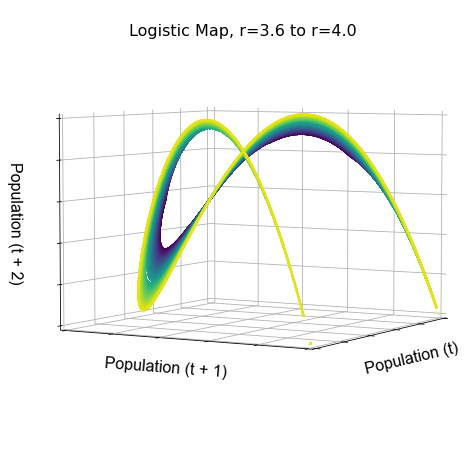 Logistic Map, r=3.6 to r=4.0
Population (t + 2)
Population (t + 1)
Population (t)